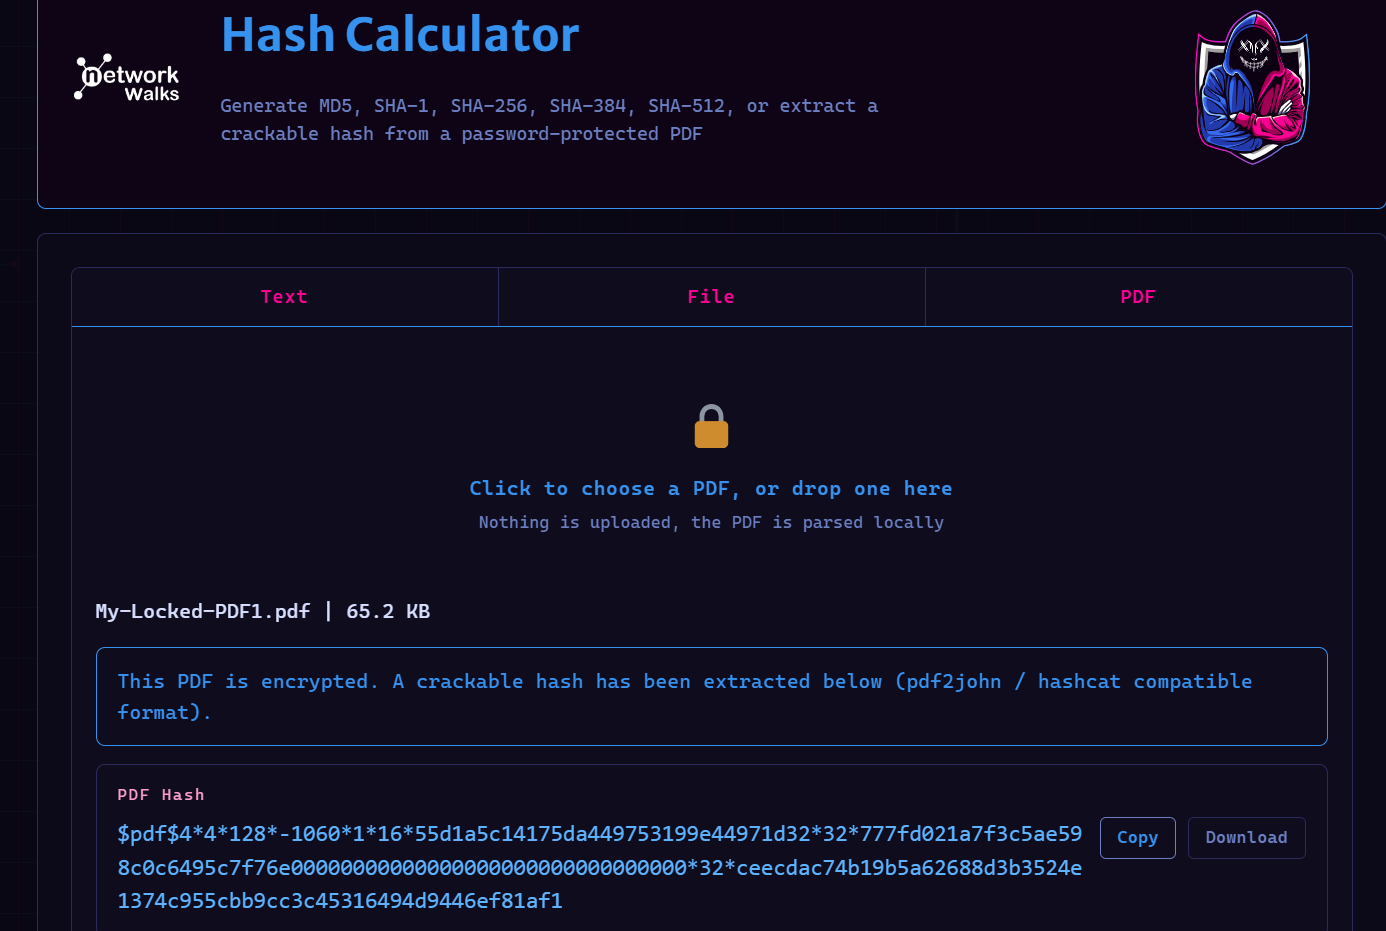 Hash Calculator
network
Walks
Generate MD5, SHA-1, SHA-256, SHA-384, SHA-512, or extract a
crackable hash from a password-protected PDF
Text
File
PDF
Click to choose a PDF, or drop one here
Nothing is uploaded, the PDF is parsed locally
My-Locked-PDF1.pdf | 65.2 KB
This PDF is encrypted. A crackable hash has been extracted below (pdf2john / hashcat compatible
format).
PDF Hash
$pdf$4*4*128*-1060*1*16*55d1a5c14175da449753199e44971d32*32*777fd021a7f3c5ae59
8c0c6495c7f76e00000000000000000000000000000000*32*ceecdac74b19b5a62688d3b3524e
1374c955cbb9cc3c45316494d9446ef81af1
Copy
Download